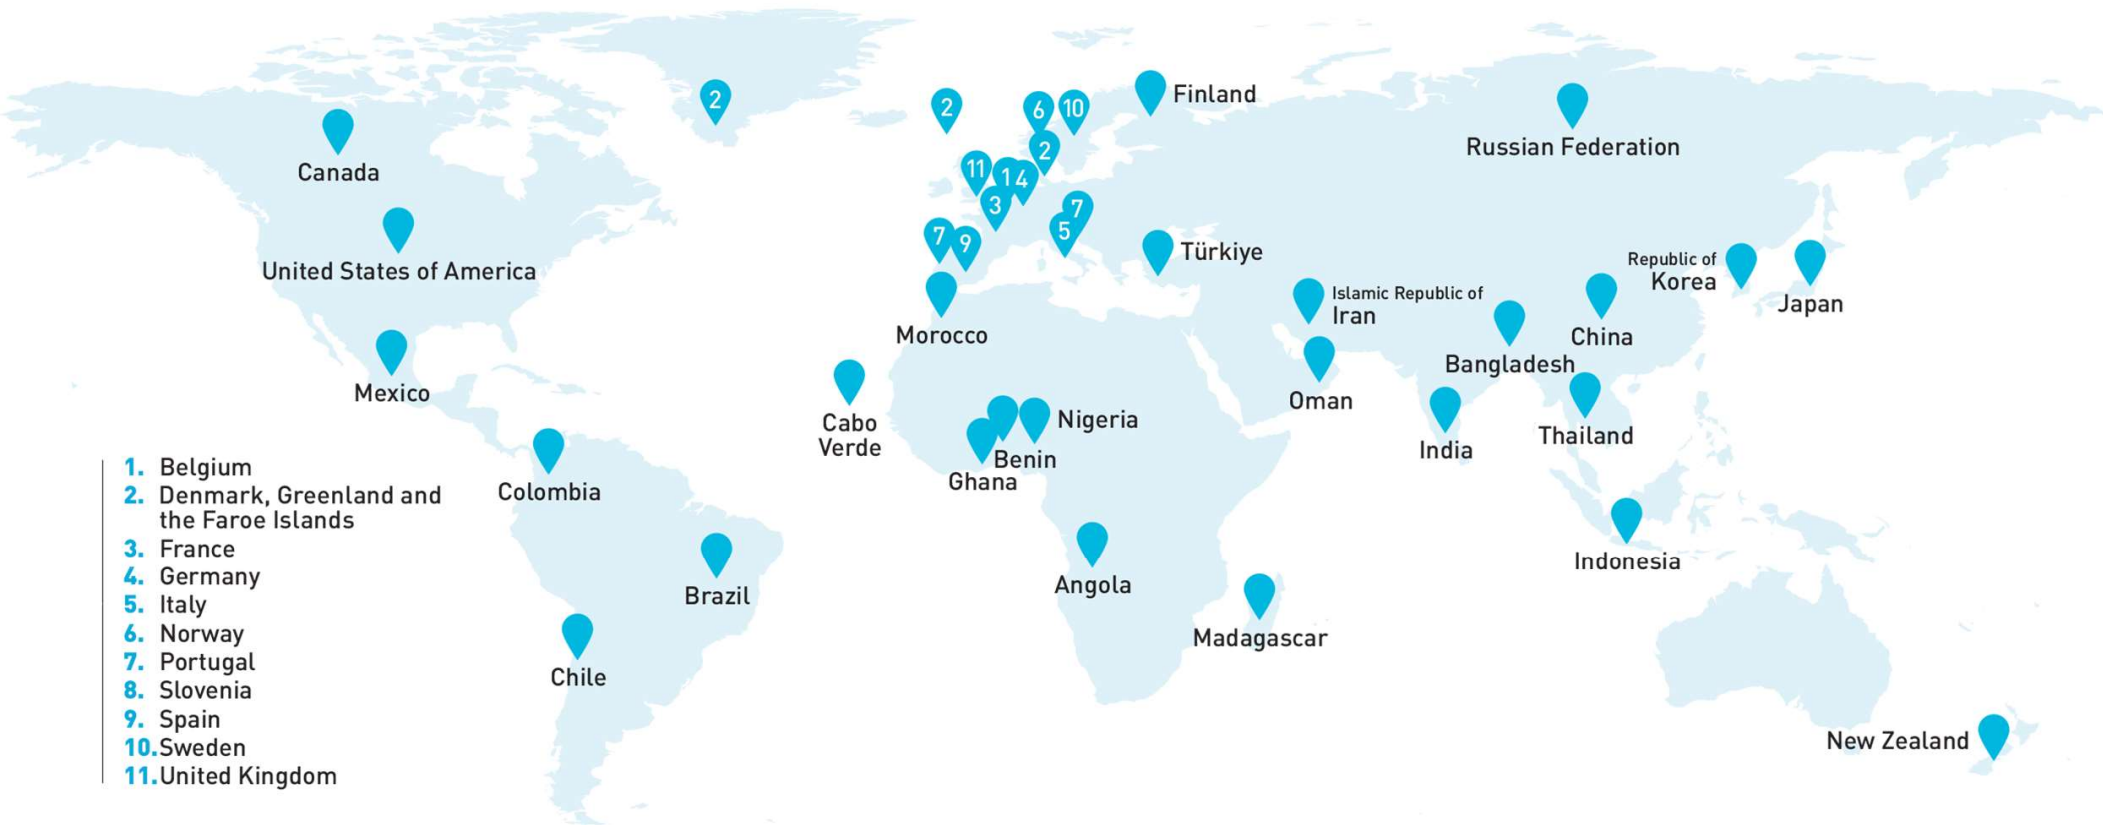 2
2
6
10
Finland
Canada
Russian Federation
2
11
1
4
3
7
5
United States of America
7
9
Türkiye
Republic of
Korea
Japan
Islamic Republic of
Iran
China
Morocco
Bangladesh
Mexico
Oman
Cabo
Verde
Nigeria
India
Thailand
Benin
Ghana
Colombia
Brazil
Angola
Indonesia
Madagascar
Chile
New Zealand
1. Belgium
2. Denmark, Greenland and
the Faroe Islands
3. France
4. Germany
5. Italy
6. Norway
7. Portugal
8. Slovenia
9. Spain
10. Sweden
11. United Kingdom